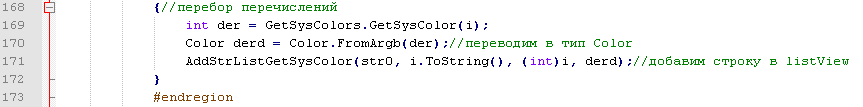 168 {//перебор перечислений
169 int der = GetSysColors.GetSysColor(i);
170 Color derd = Color.FromArgb(der);//переводим в тип Color
171 AddStrListGetSysColor(str0, i.ToString(), (int)i, derd);//добавим строку в listView
172 }
173 #endregion